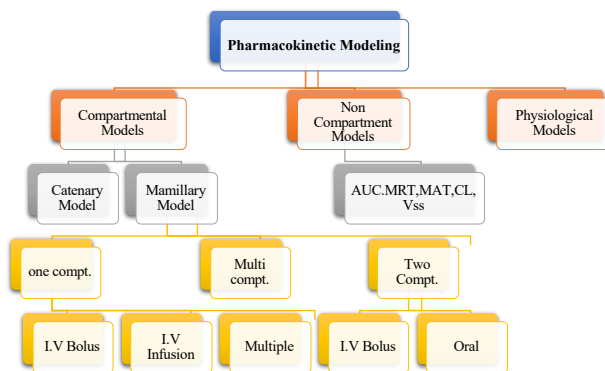 Pharmacokinetic Modeling
Compartmental
Models
Non
Compartment
Models
Physiological
Models
Catenary
Model
Mamillary
Model
AUC.MRT,MAT,CL,
Vss
one compt.
Multi
compt.
Two
Compt.
I.V Bolus
I.V
Infusion
Multiple
I.V Bolus
Oral